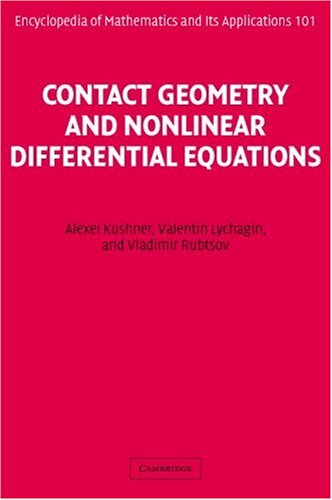 Encyclopedia of Mathematics and Its Applications 101
CONTACT GEOMETRY
AND NONLINEAR
DIFFERENTIAL EQUATIONS
Alexei Kushner, Valentin Lychagin,
and Vladimir Rubtsov
CAMBRIDGE